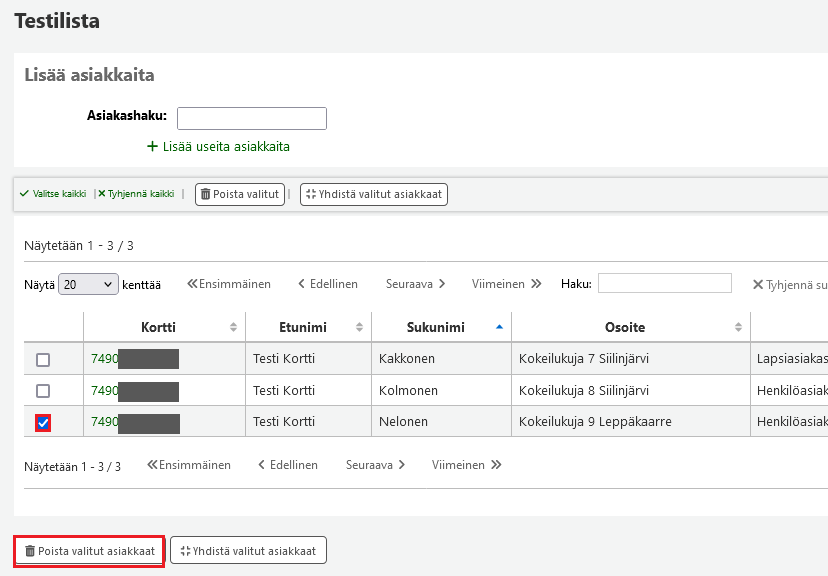 Testilista
Lisää asiakkaita
Asiakashaku:
+ Lisää useita asiakkaita
Valitse kaikki | Tyhjennä kaikki | Poista valitut | Yhdistä valitut asiakkaat
Näytetään 1 - 3 / 3
Näytä 20 kenttää Ensimmäinen Edellinen Seuraava Viimeinen Haku: Tyhjennä su
Kortti Etunimi Sukunimi Osoite
7490 Testi Kortti Kakkonen Kokeilukuja 7 Siilinjärvi Lapsiasiakas
7490 Testi Kortti Kolmonen Kokeilukuja 8 Siilinjärvi Henkilöasiak
7490 Testi Kortti Nelonen Kokeilukuja 9 Leppäkaarre Henkilöasiak
Näytetään 1 - 3 / 3 Ensimmäinen Edellinen Seuraava Viimeinen
Poista valitut asiakkaat Yhdistä valitut asiakkaat